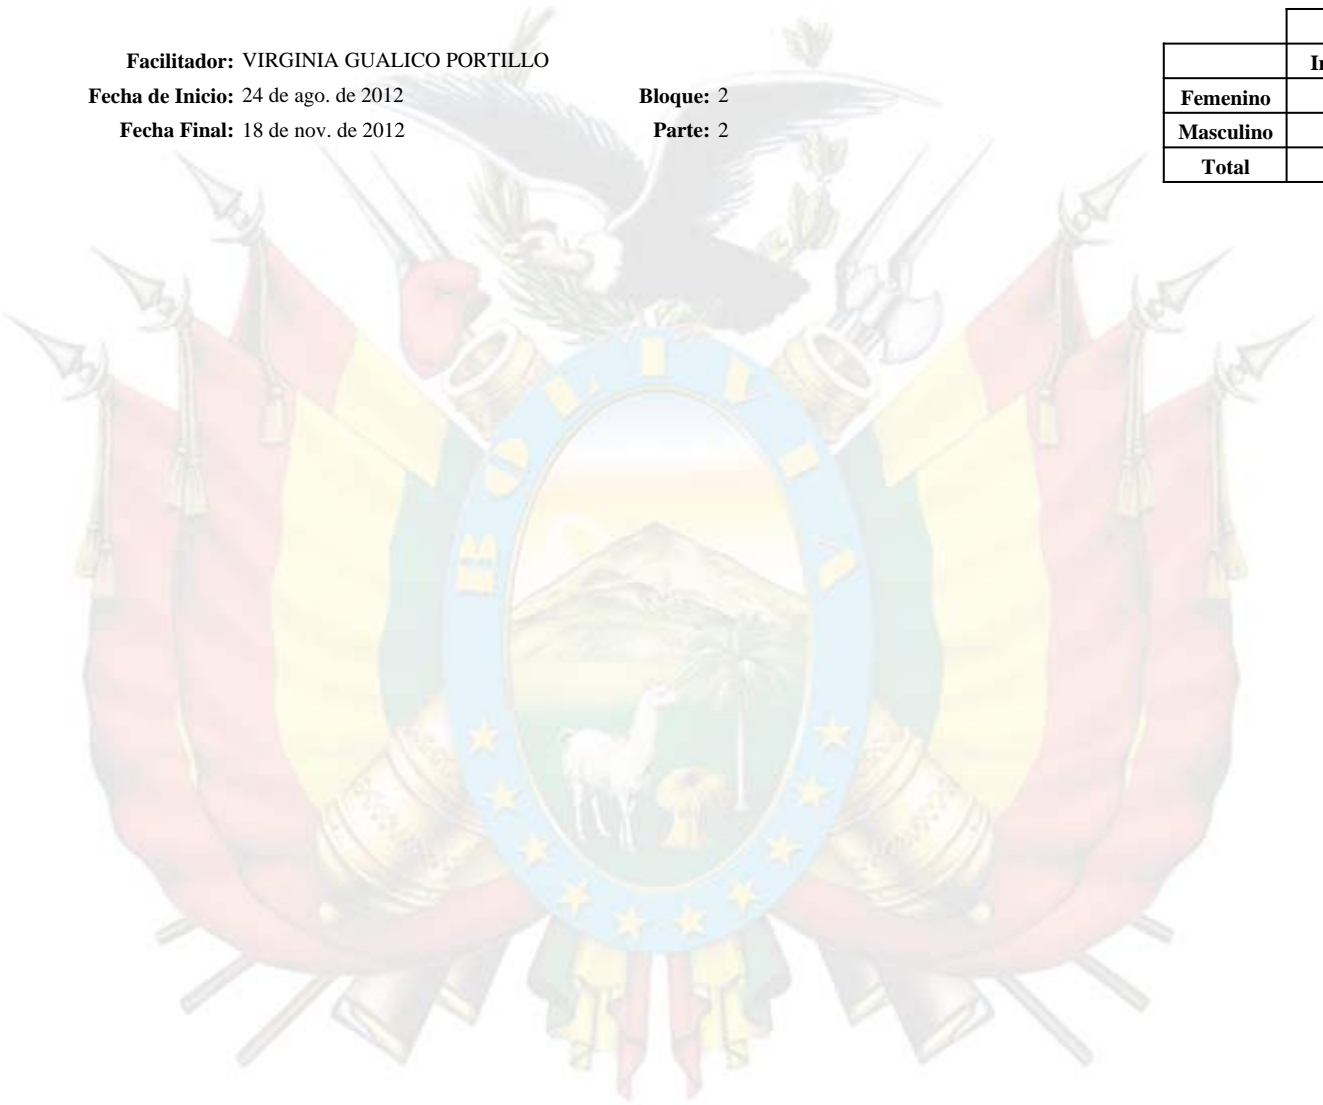 Facilitador: VIRGINIA GUALICO PORTILLO
Fecha de Inicio: 24 de ago. de 2012 Bloque: 2
Fecha Final: 18 de nov. de 2012 Parte: 2
Femenino
Masculino
Total
BOLIVIA